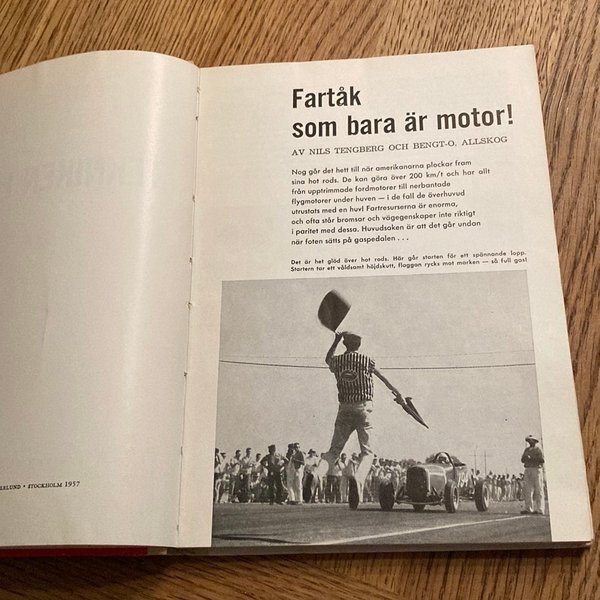 Fartåk
som bara är motor!
AV NILS TENGBERG OCH BENGT-O. ALLSKOG
Nog går det hett till när amerikanarna plockar fram
sina hot rods. De kan göra över 200 km/t och har allt
från upptrimmade fordmotorer till nerbantade
flygmotorer under huven — i de fall de överhuvud
utrustats med en huv! Fartresurserna är enorma,
och ofta står bromsar och vägegenskaper inte riktigt
i paritet med dessa. Huvudsaken är att det går undan
när foten sätts på gaspedalen . . .
Det är het glöd över hot rods. Här går starten för ett spännande lopp.
Startern tar ett våldsamt höjdskutt, flaggan rycks mot marken — så full gas!
• STOCKHOLM 1957